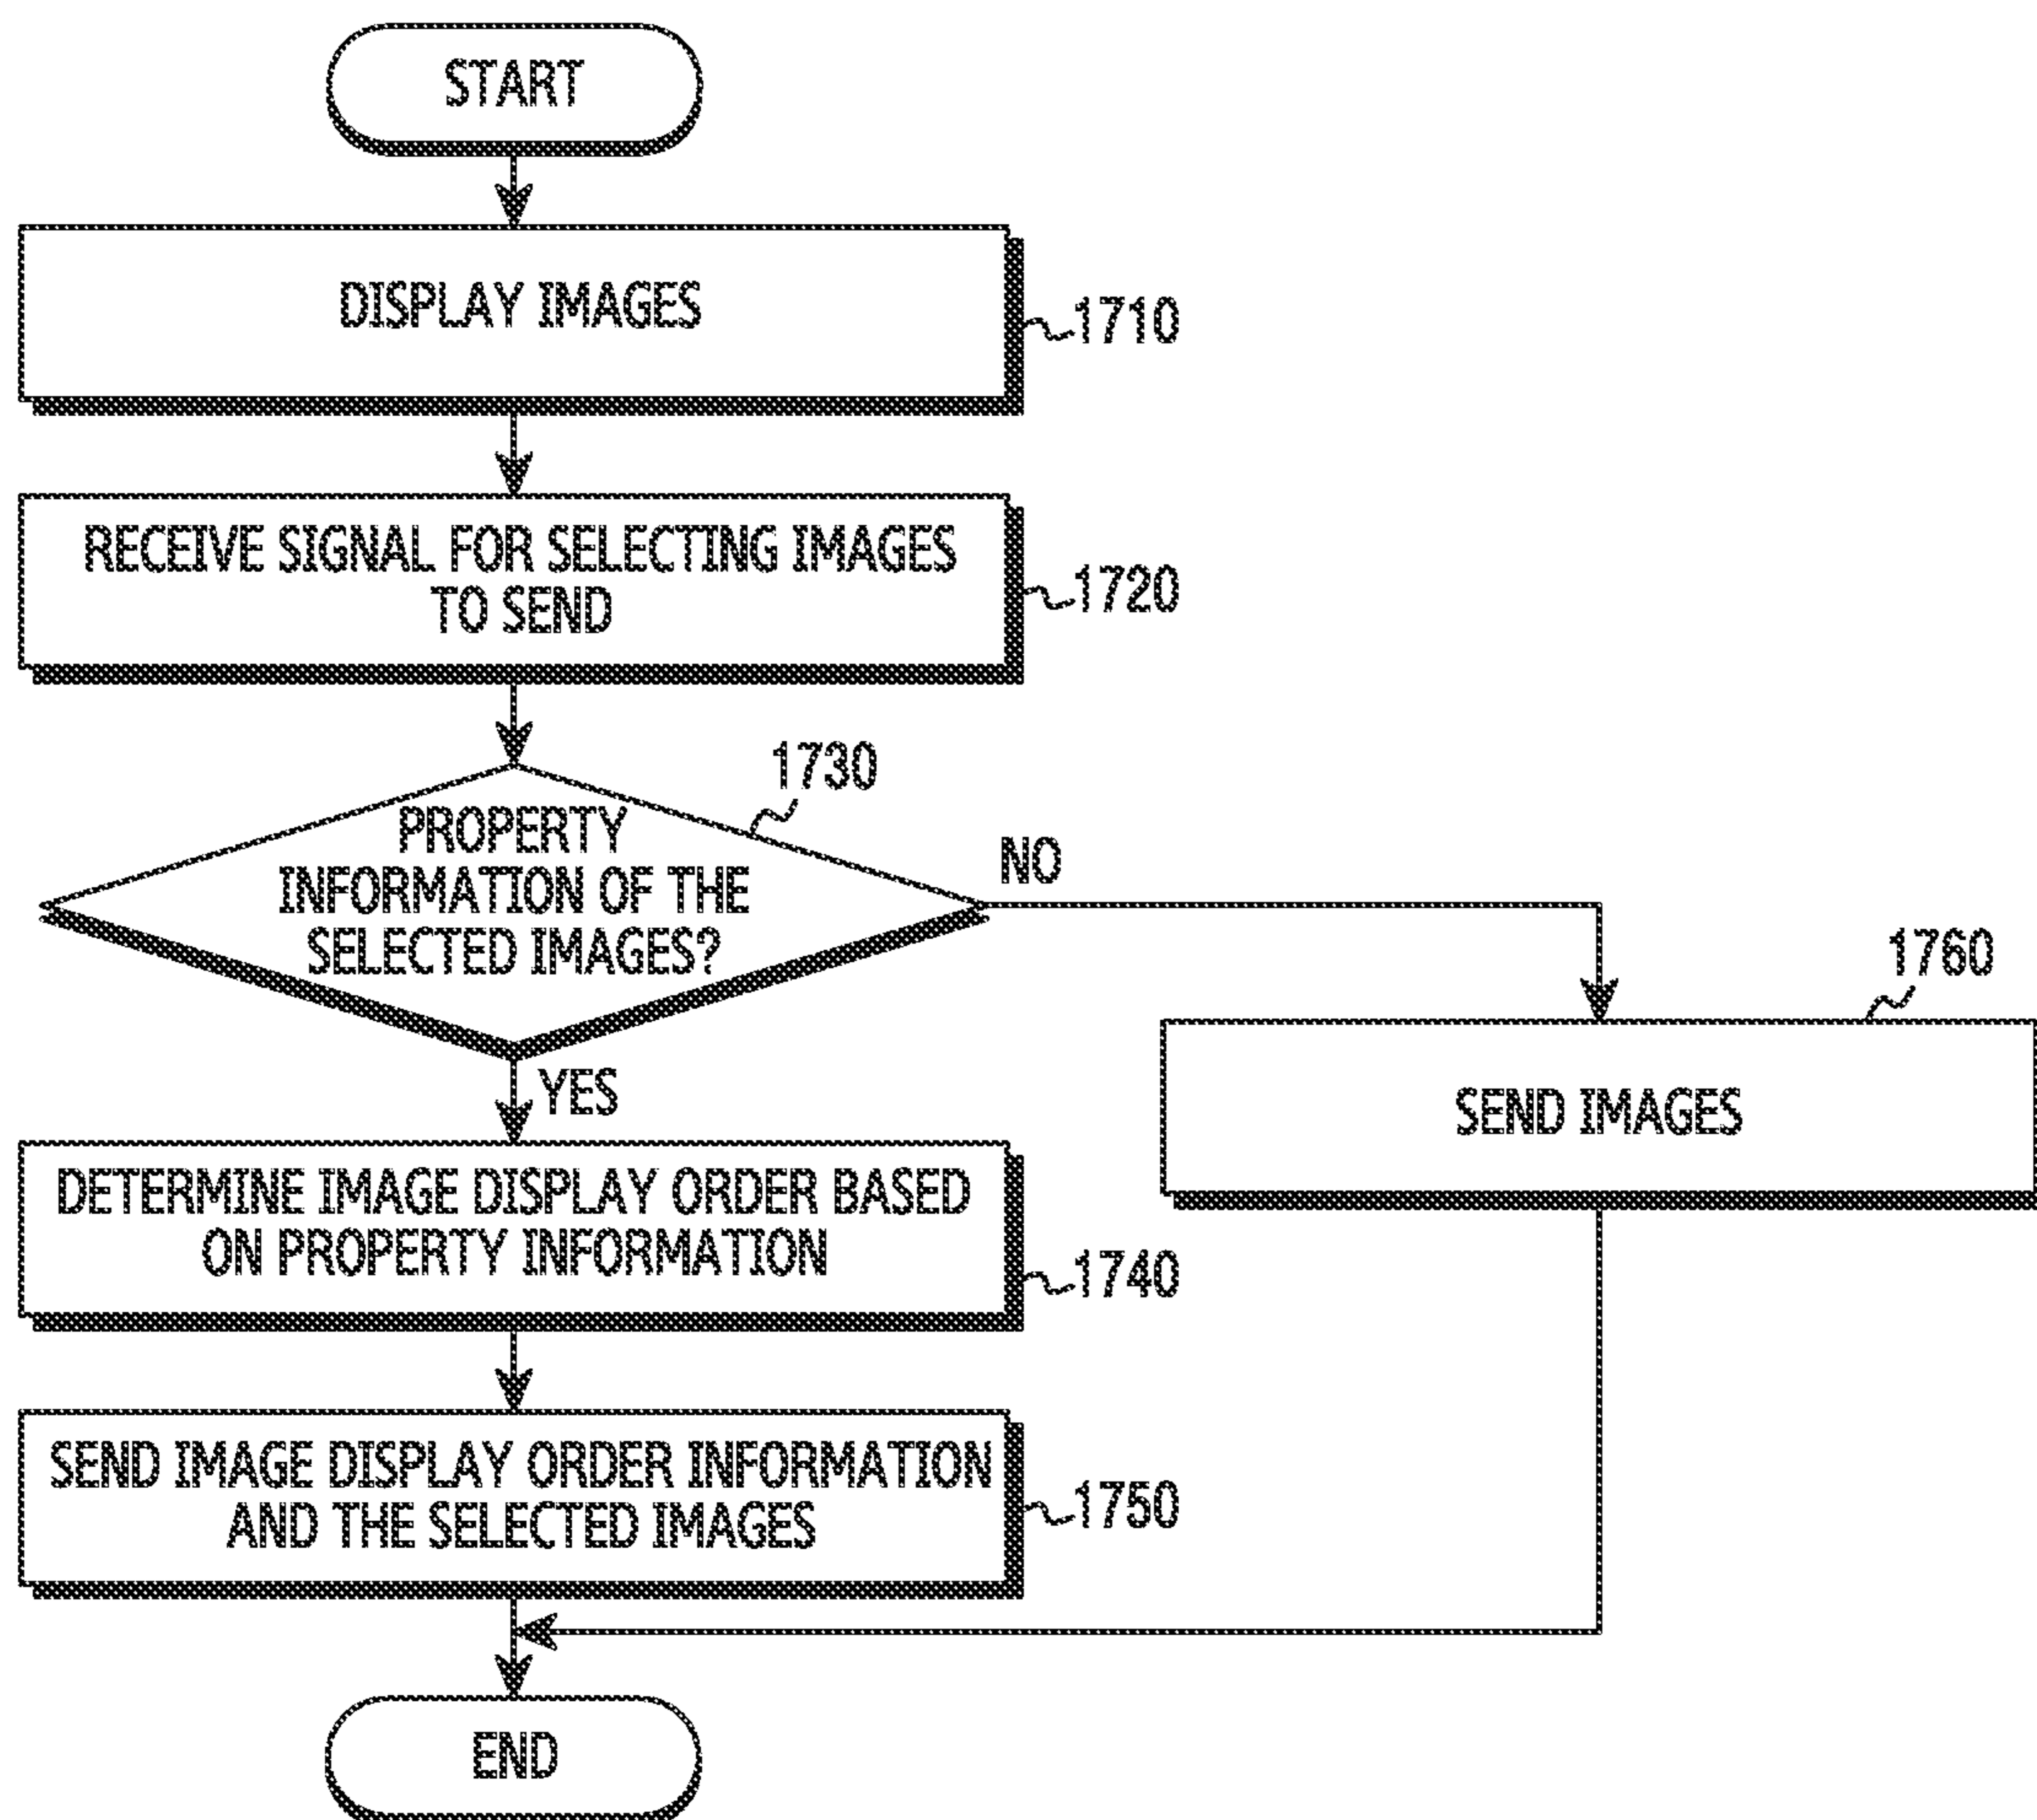 START
DISPLAY IMAGES
1710
RECEIVE SIGNAL FOR SELECTING IMAGES
TO SEND
1720
1730
PROPERTY
INFORMATION OF THE
SELECTED IMAGES?
NO
YES
1760
SEND IMAGES
DETERMINE IMAGE DISPLAY ORDER BASED
ON PROPERTY INFORMATION
1740
SEND IMAGE DISPLAY ORDER INFORMATION
AND THE SELECTED IMAGES
1750
END